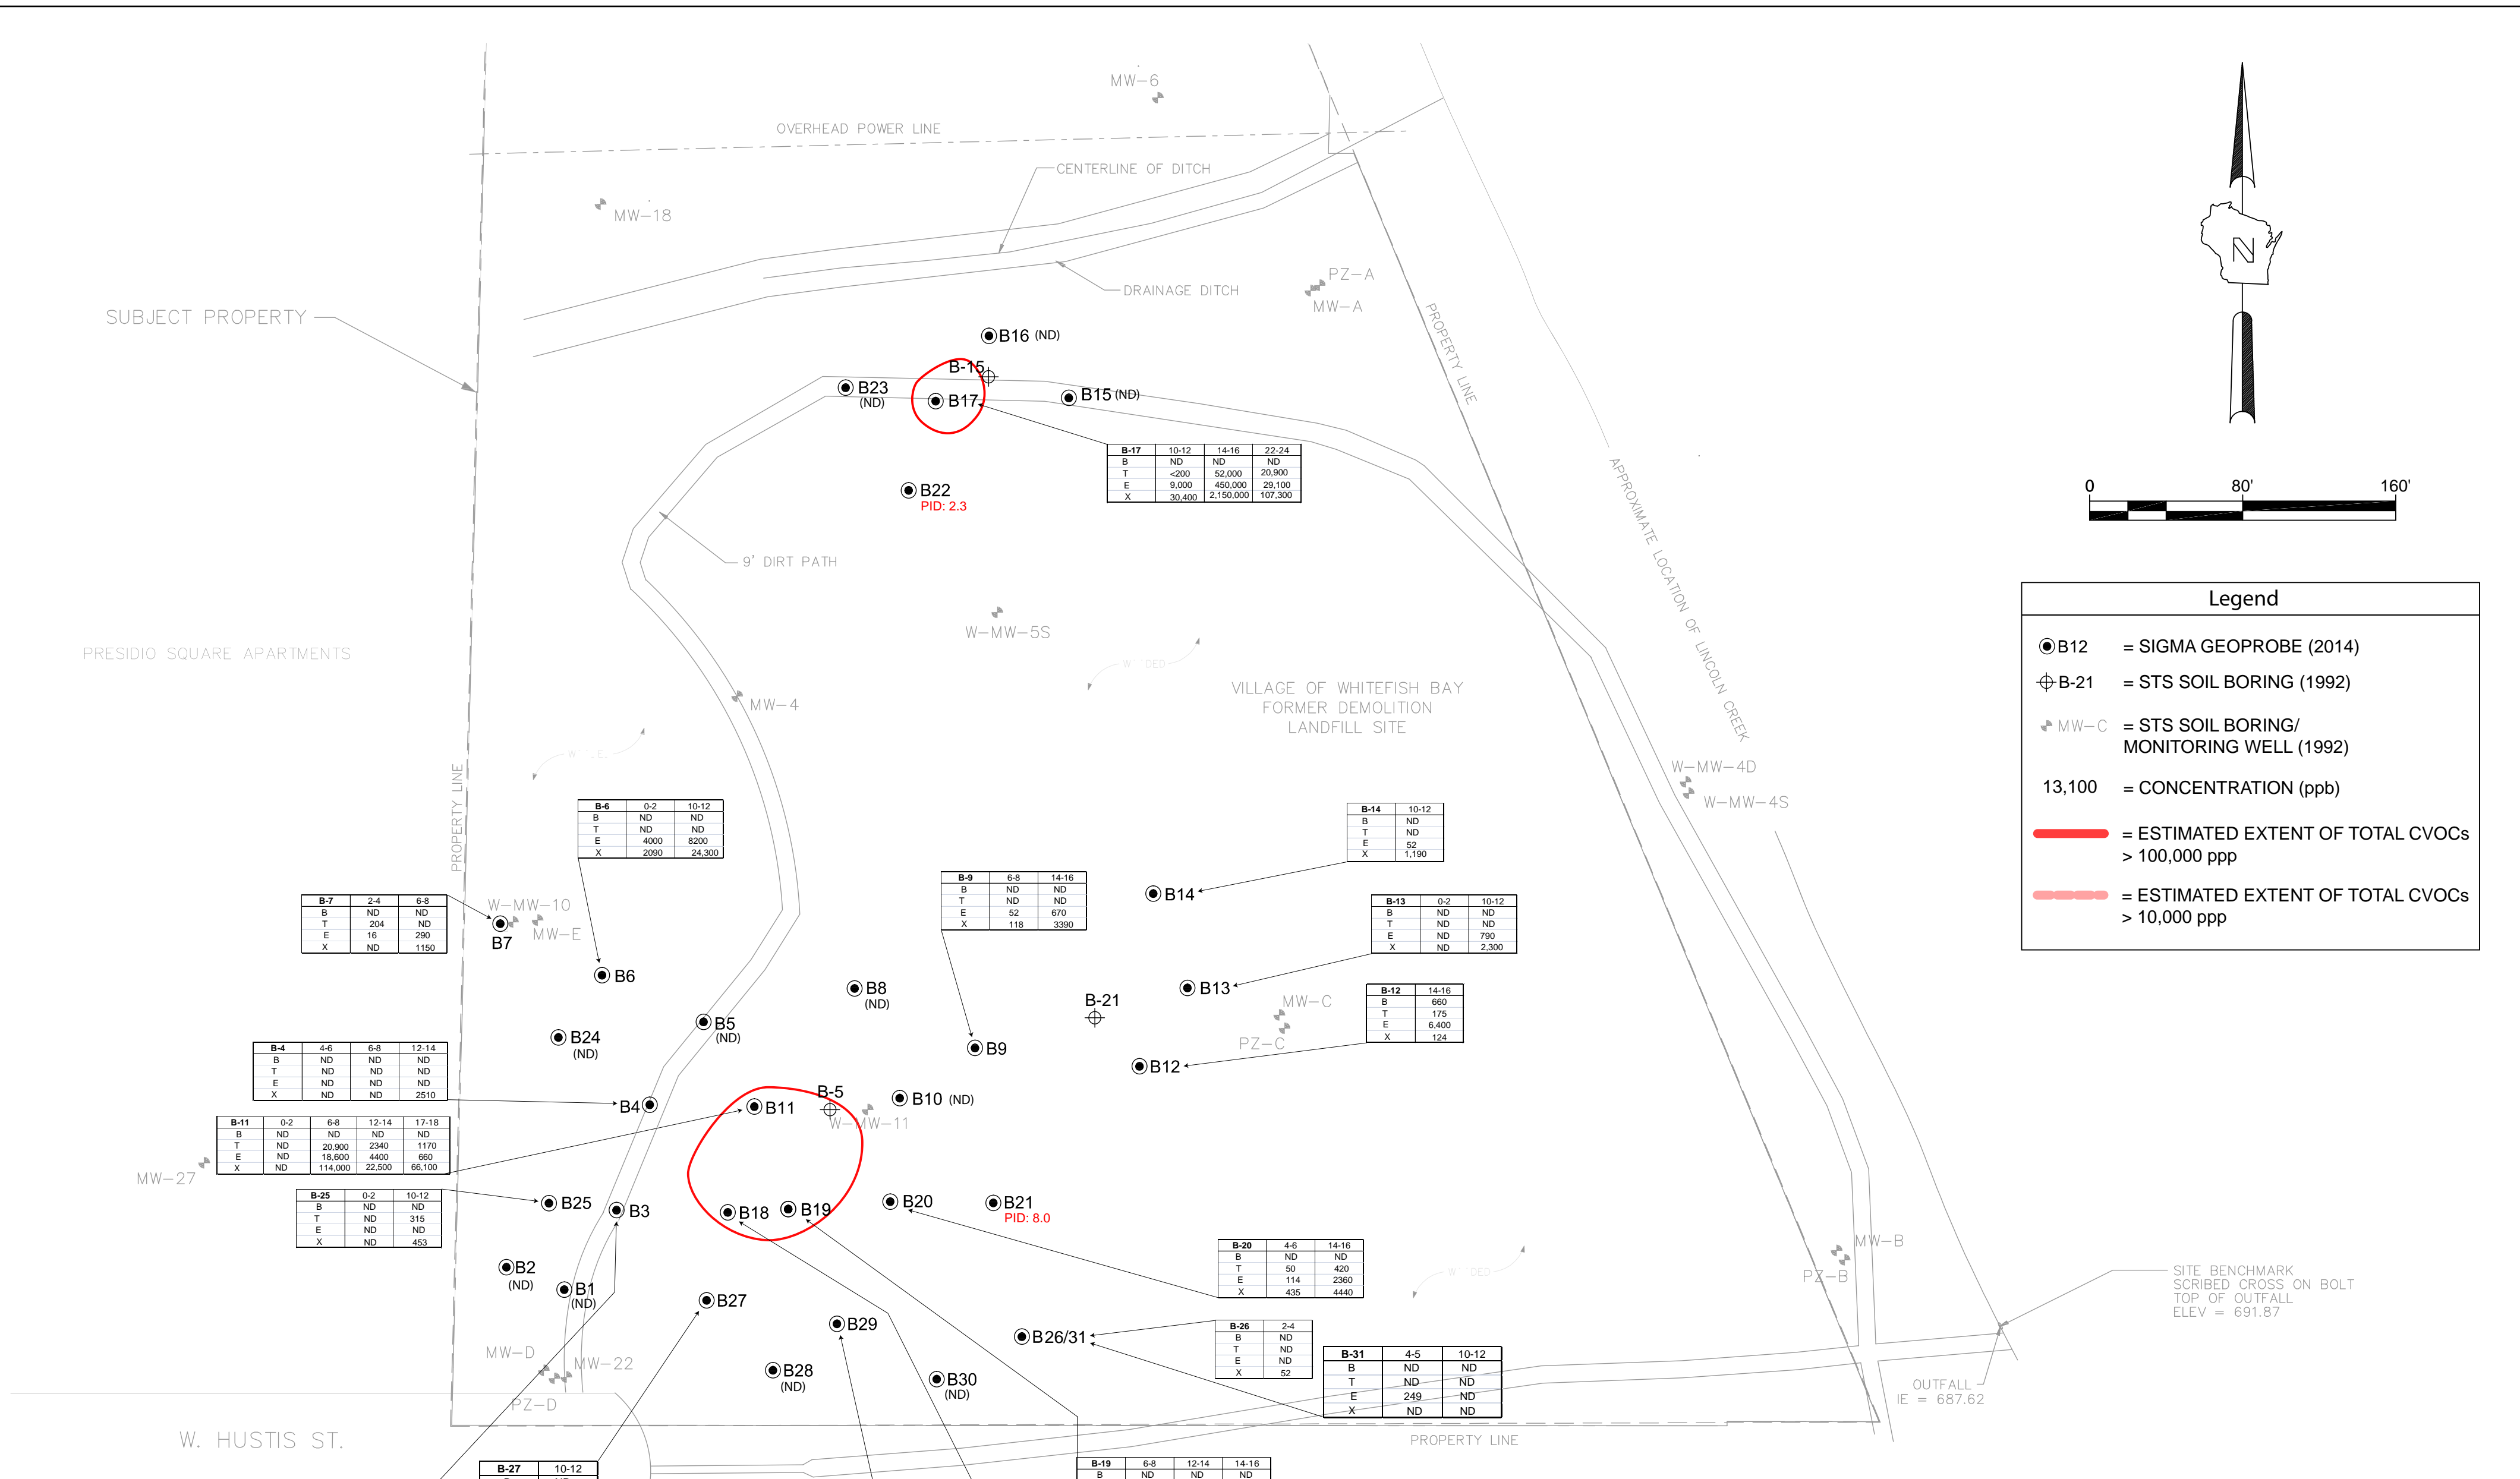 MW-6
OVERHEAD POWER LINE
CENTERLINE OF DITCH
MW-18
PZ-A
MW-A
DRAINAGE DITCH
SUBJECT PROPERTY
PROPERTY LINE
B16 (ND)
B-15
B23
(ND)
B17
B15 (ND)
B-17 10-12 14-16 22-24
B ND ND ND
T <200 52,000 20,900
E 9,000 450,000 29,100
X 30,400 2,150,000 107,300
B22
PID: 2.3
9' DIRT PATH
APPROXIMATE LOCATION OF LINCOLN CREEK
W-MW-5S
PRESIDIO SQUARE APARTMENTS
VILLAGE OF WHITEFISH BAY
FORMER DEMOLITION
LANDFILL SITE
MW-4
PROPERTY LINE
W-MW-4D
W-MW-4S
N
0 80' 160'
Legend
B12 = SIGMA GEOPROBE (2014)
B-21 = STS SOIL BORING (1992)
MW-C = STS SOIL BORING/
MONITORING WELL (1992)
13,100 = CONCENTRATION (ppb)
= ESTIMATED EXTENT OF TOTAL CVOCs
> 100,000 ppp
= ESTIMATED EXTENT OF TOTAL CVOCs
> 10,000 ppp
B-6 0-2 10-12
B ND ND
T ND ND
E 4000 8200
X 2090 24,300
B-14 10-12
B ND
T ND
E 52
X 1,190
B-9 6-8 14-16
B ND ND
T ND ND
E 52 670
X 118 3390
B14
B-7 2-4 6-8
B ND ND
T 204 ND
E 16 290
X ND 1150
W-MW-10
MW-E
B7
B-13 0-2 10-12
B ND ND
T ND ND
E ND 790
X ND 2,300
B6
B8
(ND)
B13
B-21
MW-C
PZ-C
B-12 14-16
B 660
T 175
E 6,400
X 124
B5
(ND)
B24
(ND)
B9
B12
B-4 4-6 6-8 12-14
B ND ND ND
T ND ND ND
E ND ND ND
X ND ND 2510
B4
B11
B-5
W-MW-11
B10 (ND)
B-11 0-2 6-8 12-14 17-18
B ND ND ND ND
T ND 20,900 2340 1170
E ND 18,600 4400 660
X ND 114,000 22,500 66,100
MW-27
B-25 0-2 10-12
B ND ND
T ND 315
E ND ND
X ND 453
B25
B3
B18
B19
B20
B21
PID: 8.0
B-20 4-6 14-16
B ND ND
T 50 420
E 114 2360
X 435 4440
MW-B
PZ-B
B2
(ND)
B1
(ND)
B27
B29
B26/31
SITE BENCHMARK
SCRIBED CROSS ON BOLT
TOP OF OUTFALL
ELEV = 691.87
B-26 2-4
B ND
T ND
E ND
X 52
B-31 4-5 10-12
B ND ND
T ND ND
E 249 ND
X ND ND
MW-D
MW-22
PZ-D
B28
(ND)
B30
(ND)
OUTFALL
IE = 687.62
W. HUSTIS ST.
PROPERTY LINE
B-27 10-12
B-19 6-8 12-14 14-16
B ND ND ND